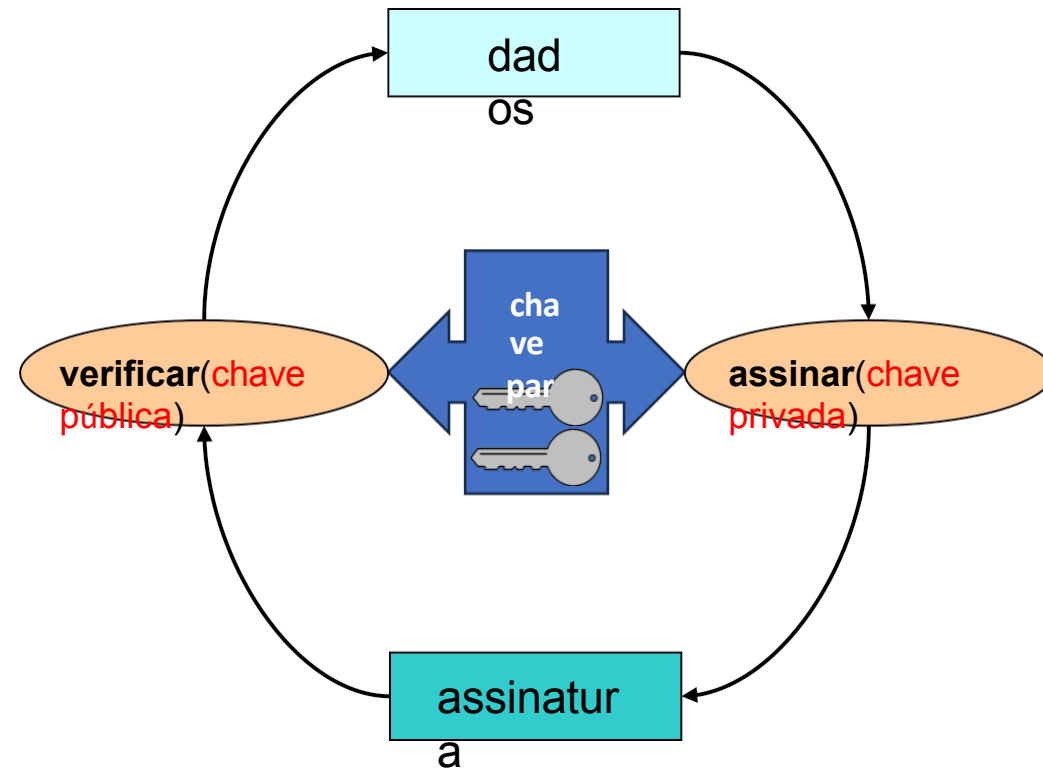 dad
os
cha
ve
par
verificar(chave
pública)
assinar(chave
privada)
assinatur
a